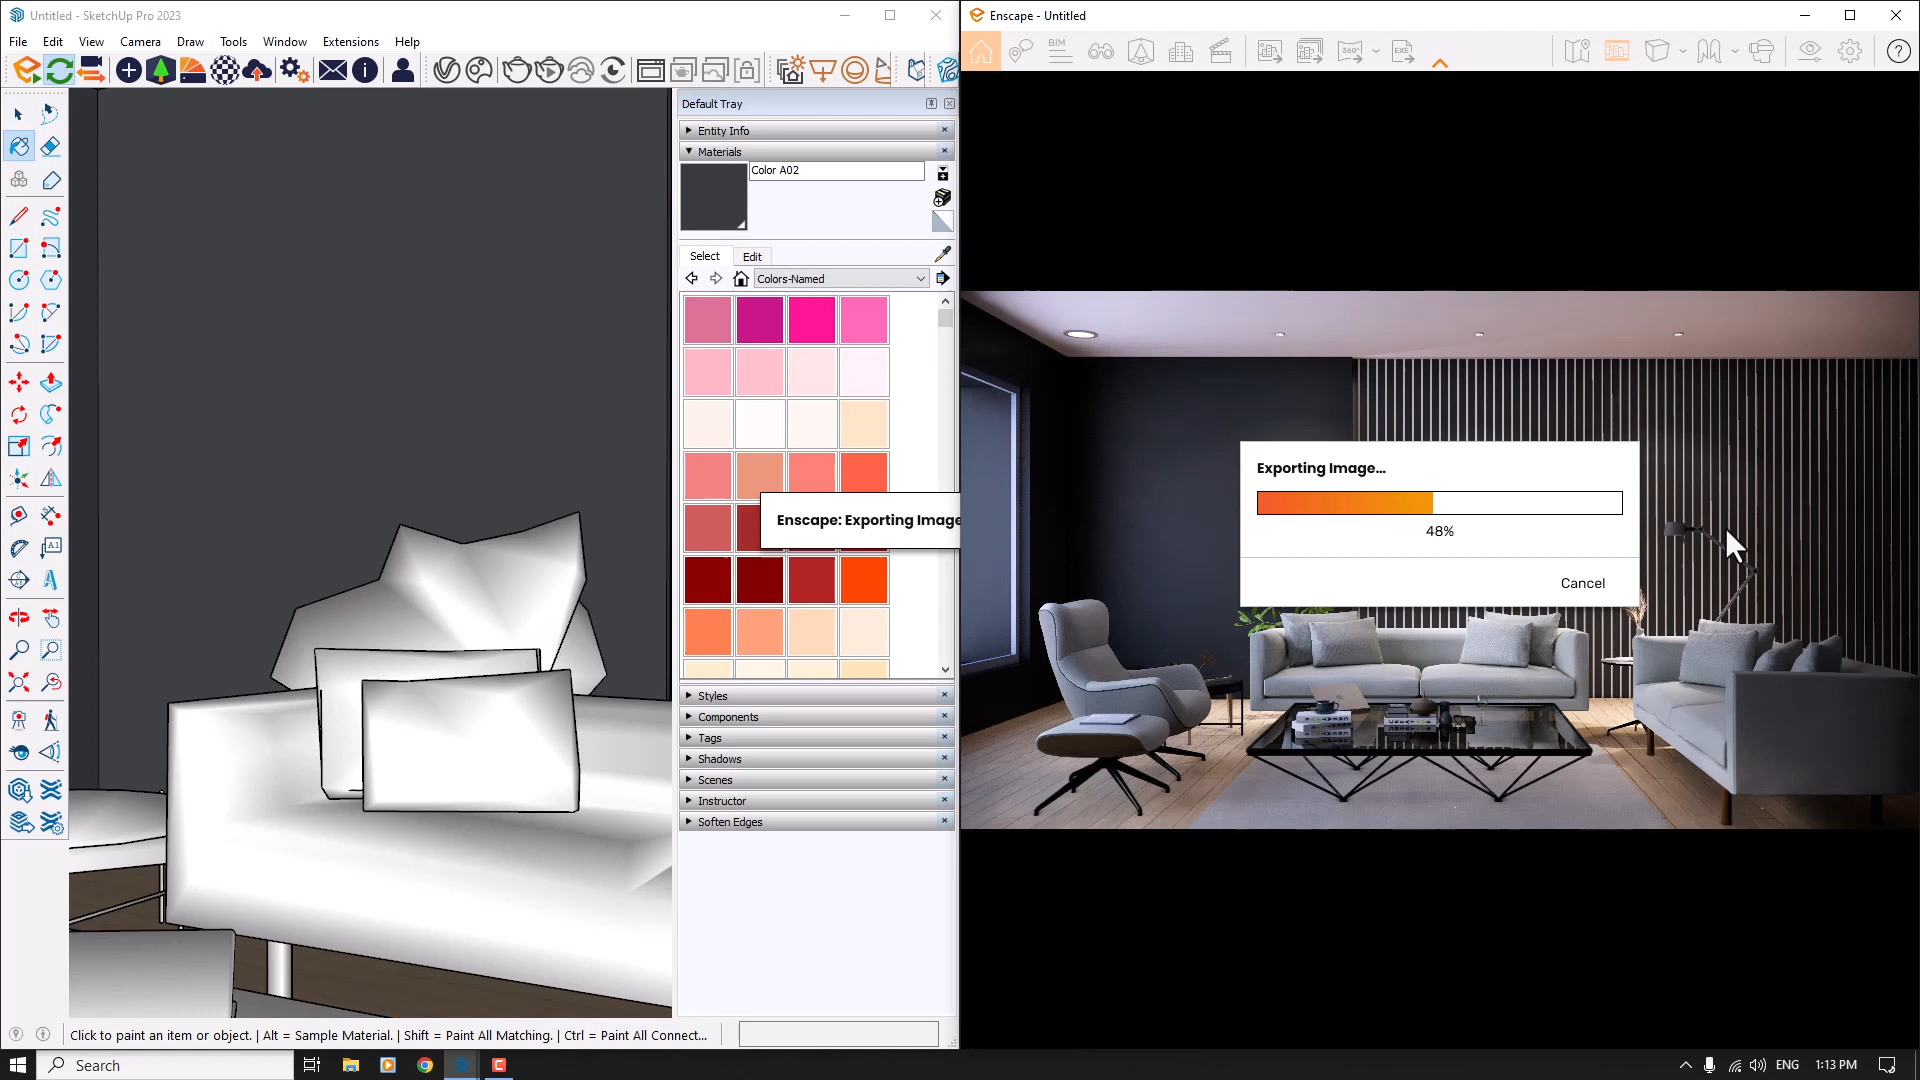 Untitled - SketchUp Pro 2023
File Edit View Camera Draw Tools Window Extensions Help
Default Tray
Entity Info
Materials
Color A02
Select Edit
Colors-Named
Enscape: Exporting Image
Styles
Components
Tags
Shadows
Scenes
Instructor
Soften Edges
Click to paint an item or object. | Alt = Sample Material. | Shift = Paint All Matching. | Ctrl = Paint All Connect...
Enscape - Untitled
BIM
360°
EXE
Exporting Image...
48%
Cancel
A1
Search
ENG
1:13 PM